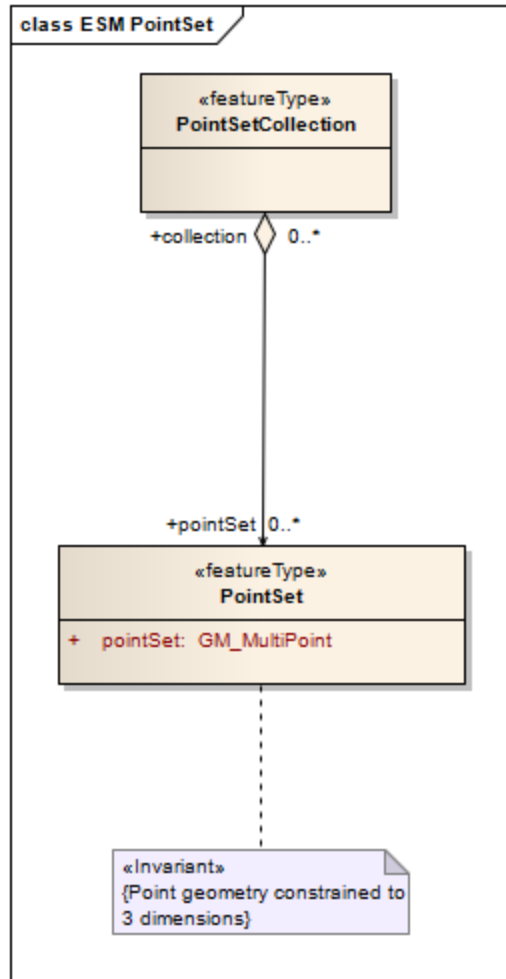 class ESM PointSet
«featureType»
PointSetCollection
+collection 0..*
+pointSet 0..*
«featureType»
PointSet
+ pointSet: GM_MultiPoint
«Invariant»
{Point geometry constrained to
3 dimensions}